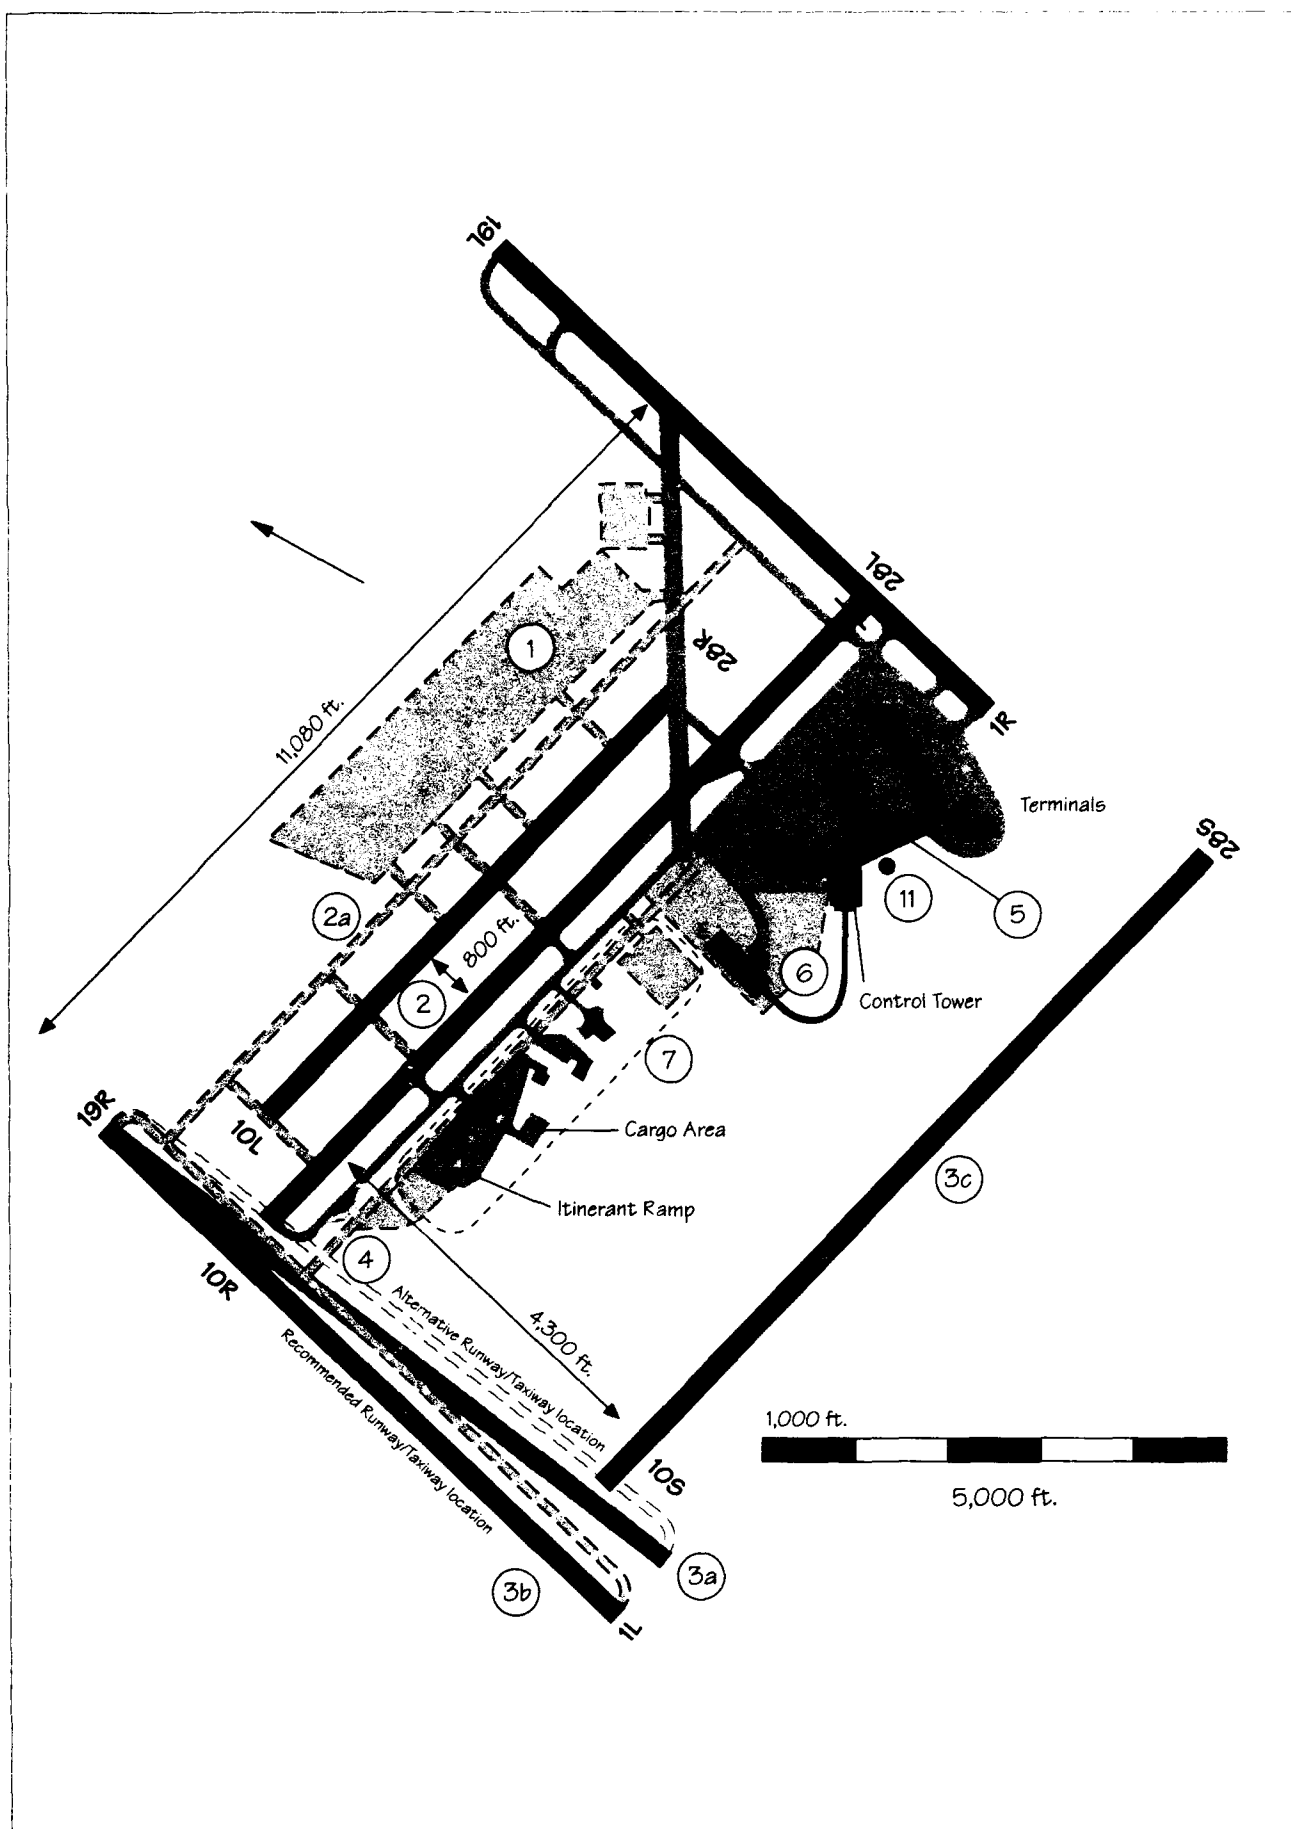 19L
28L
1
28R
11,080 ft.
1R
Terminals
28S
2a
11
5
800 ft.
2
6
Control Tower
7
19R
10L
Cargo Area
3c
Itinerant Ramp
4
10R
Alternative Runway/Taxiway location
4,300 ft.
Recommended Runway/Taxiway location
1,000 ft.
10S
5,000 ft.
3a
3b
1L